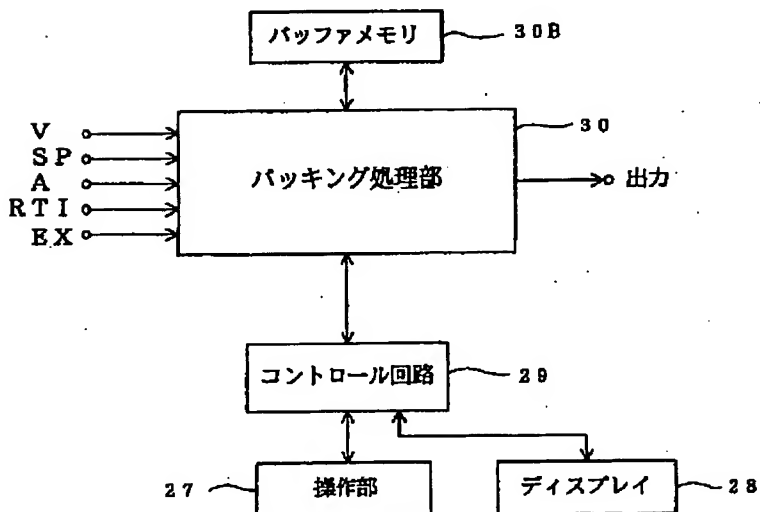 バッファメモリ
30B
V
SP
A
RTI
EX
30
パッキング処理部
出力
コントロール回路
29
27
操作部
ディスプレイ
28